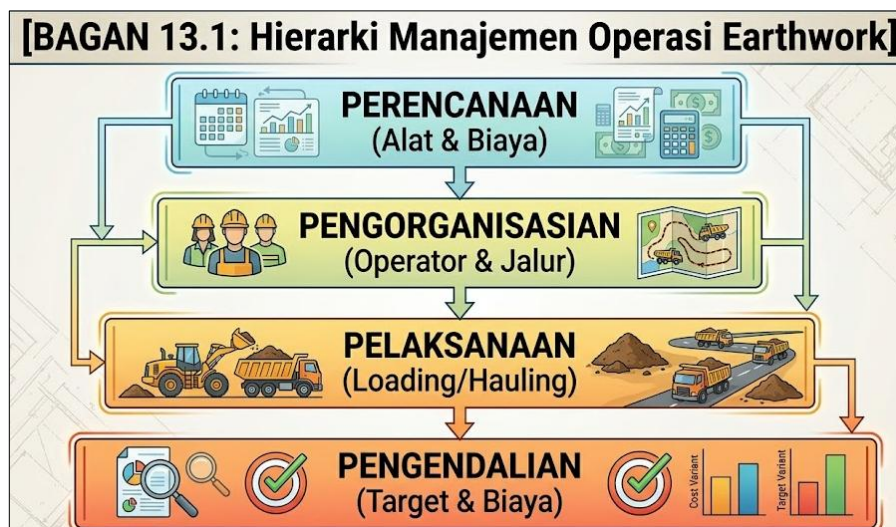 [BAGAN 13.1: Hierarki Manajemen Operasi Earthwork]
PERENCANAAN
(Alat & Biaya)
PENGORGANISASIAN
(Operator & Jalur)
PELAKSANAAN
(Loading/Hauling)
PENGENDALIAN
(Target & Biaya)
Cost Variant
Target Variant